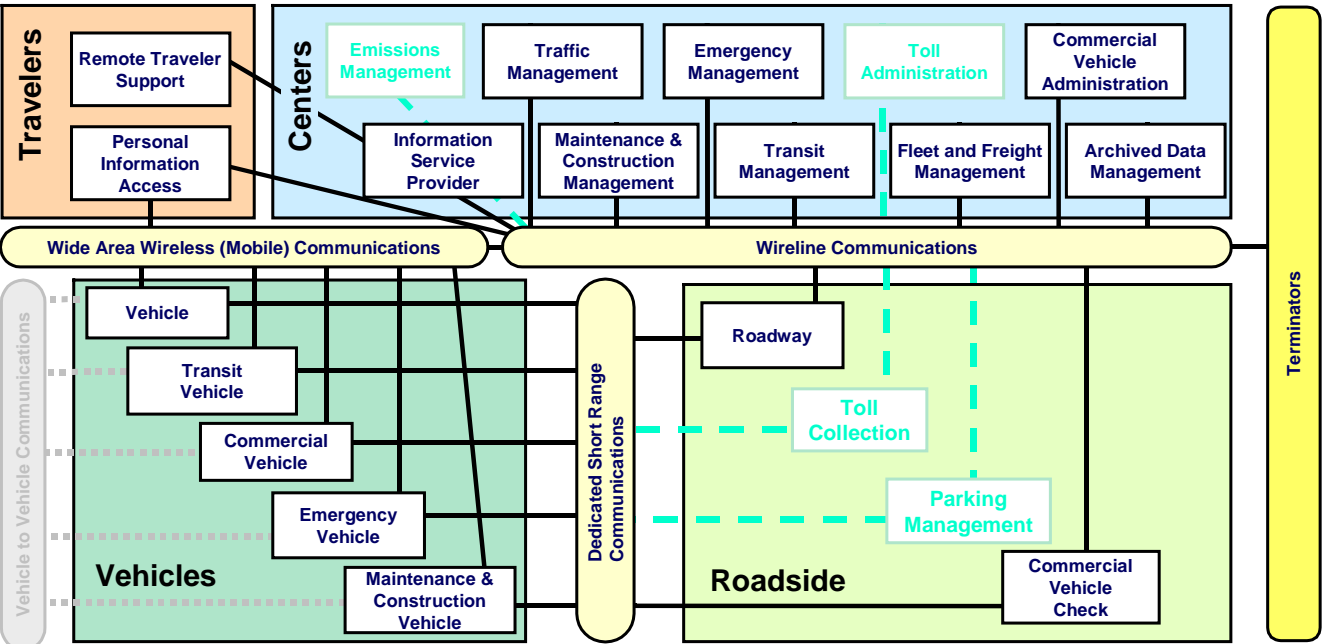 Travelers
Remote Traveler
Support
Personal
Information
Access
Centers
Emissions
Management
Traffic
Management
Emergency
Management
Toll
Administration
Commercial
Vehicle
Administration
Information
Service
Provider
Maintenance &
Construction
Management
Transit
Management
Fleet and Freight
Management
Archived Data
Management
Wide Area Wireless (Mobile) Communications
Wireline Communications
Terminators
Vehicle to Vehicle Communications
Vehicle
Transit
Vehicle
Commercial
Vehicle
Emergency
Vehicle
Maintenance &
Construction
Vehicle
Vehicles
Dedicated Short Range
Communications
Roadway
Toll
Collection
Parking
Management
Commercial
Vehicle
Check
Roadside